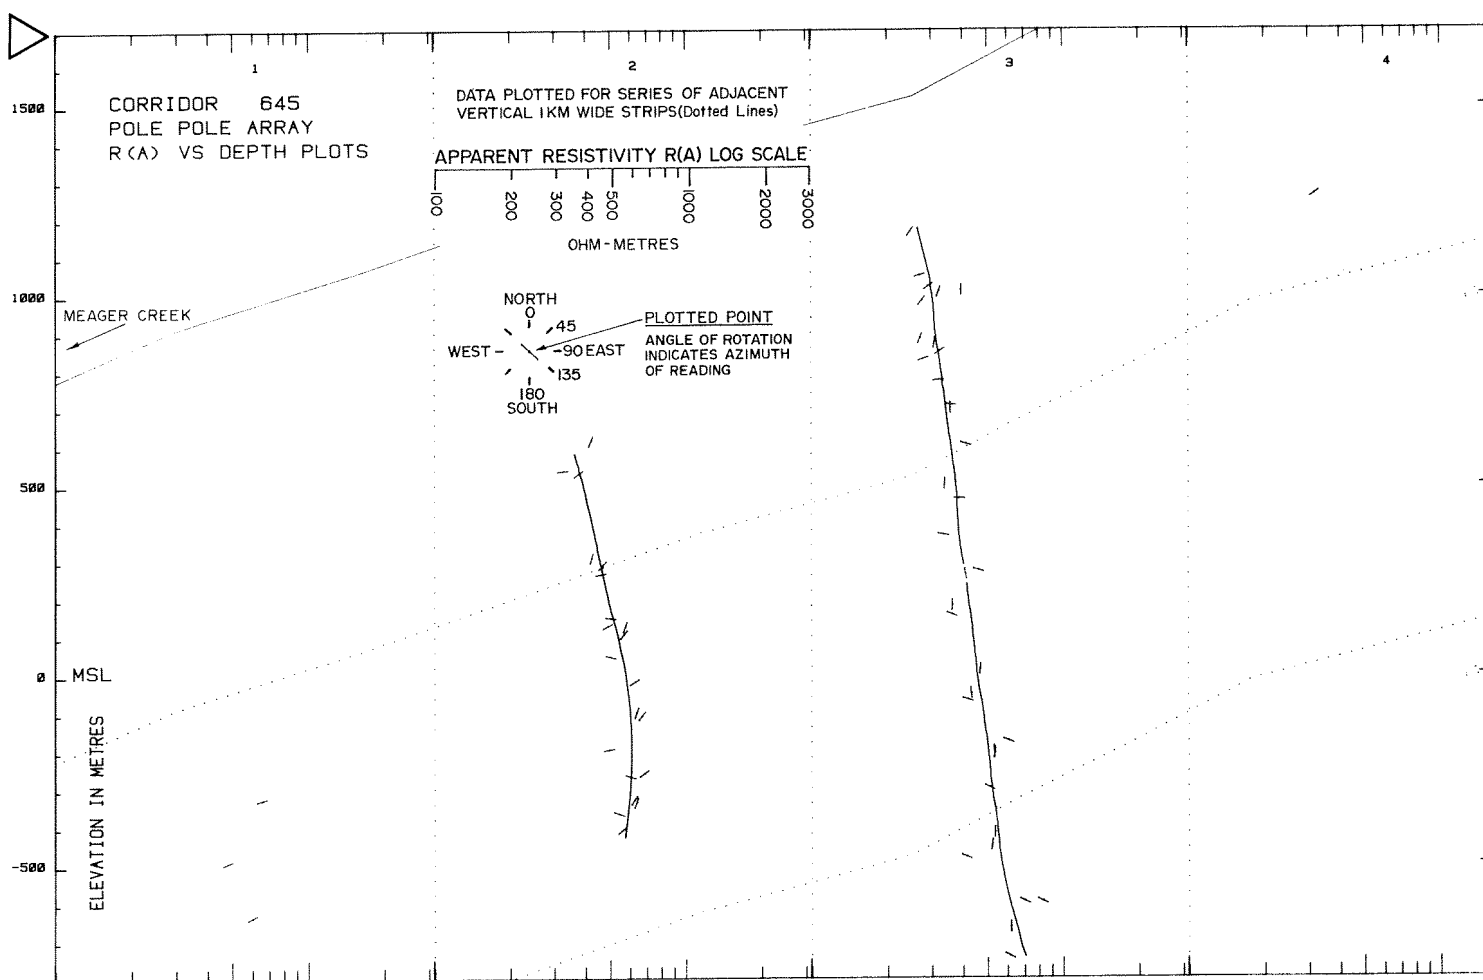 1
2
3
4
CORRIDOR 645
POLE POLE ARRAY
R(A) VS DEPTH PLOTS
DATA PLOTTED FOR SERIES OF ADJACENT
VERTICAL 1KM WIDE STRIPS(Dotted Lines)
APPARENT RESISTIVITY R(A) LOG SCALE
100
200
300
400
500
1000
2000
3000
OHM-METRES
MEAGER CREEK
NORTH
0
45
WEST
90 EAST
135
180
SOUTH
PLOTTED POINT
ANGLE OF ROTATION
INDICATES AZIMUTH
OF READING
1500
1000
500
0
MSL
-500
ELEVATION IN METRES